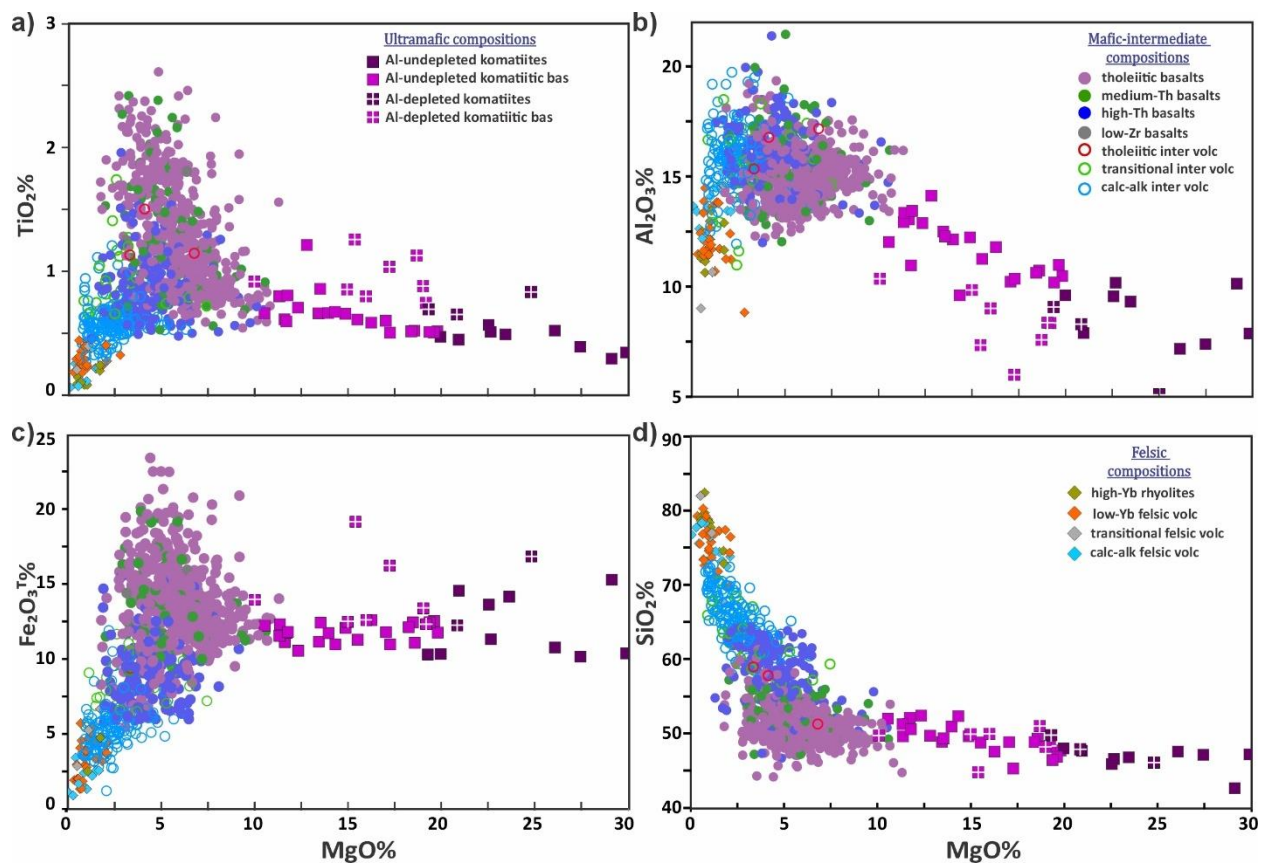 a)
3
2
1
0
TiO₂%
Ultramafic compositions
Al-undepleted komatiites
Al-undepleted komatiitic bas
Al-depleted komatiites
Al-depleted komatiitic bas
b)
20
15
10
5
Al₂O₃%
Mafic-intermediate
compositions
tholeiitic basalts
medium-Th basalts
high-Th basalts
low-Zr basalts
tholeiitic inter volc
transitional inter volc
calc-alk inter volc
c)
25
20
15
10
5
0
Fe₂O₃ᵀ%
0 5 10 15 20 25 30
MgO%
d)
90
80
70
60
50
40
SiO₂%
Felsic
compositions
high-Yb rhyolites
low-Yb felsic volc
transitional felsic volc
calc-alk felsic volc
0 5 10 15 20 25 30
MgO%